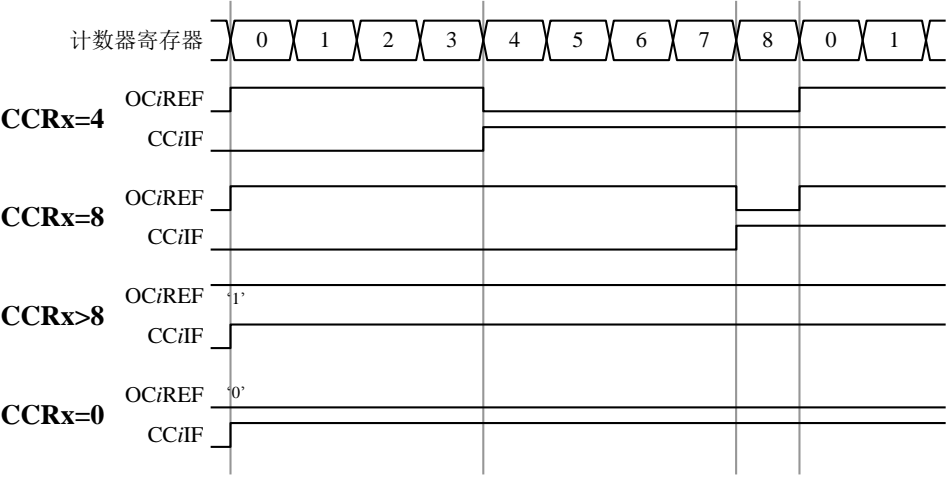 计数器寄存器 0 1 2 3 4 5 6 7 8 0 1
CCRx=4
OCiREF
CCiIF
CCRx=8
OCiREF
CCiIF
CCRx>8
OCiREF ‘1’
CCiIF
CCRx=0
OCiREF ‘0’
CCiIF